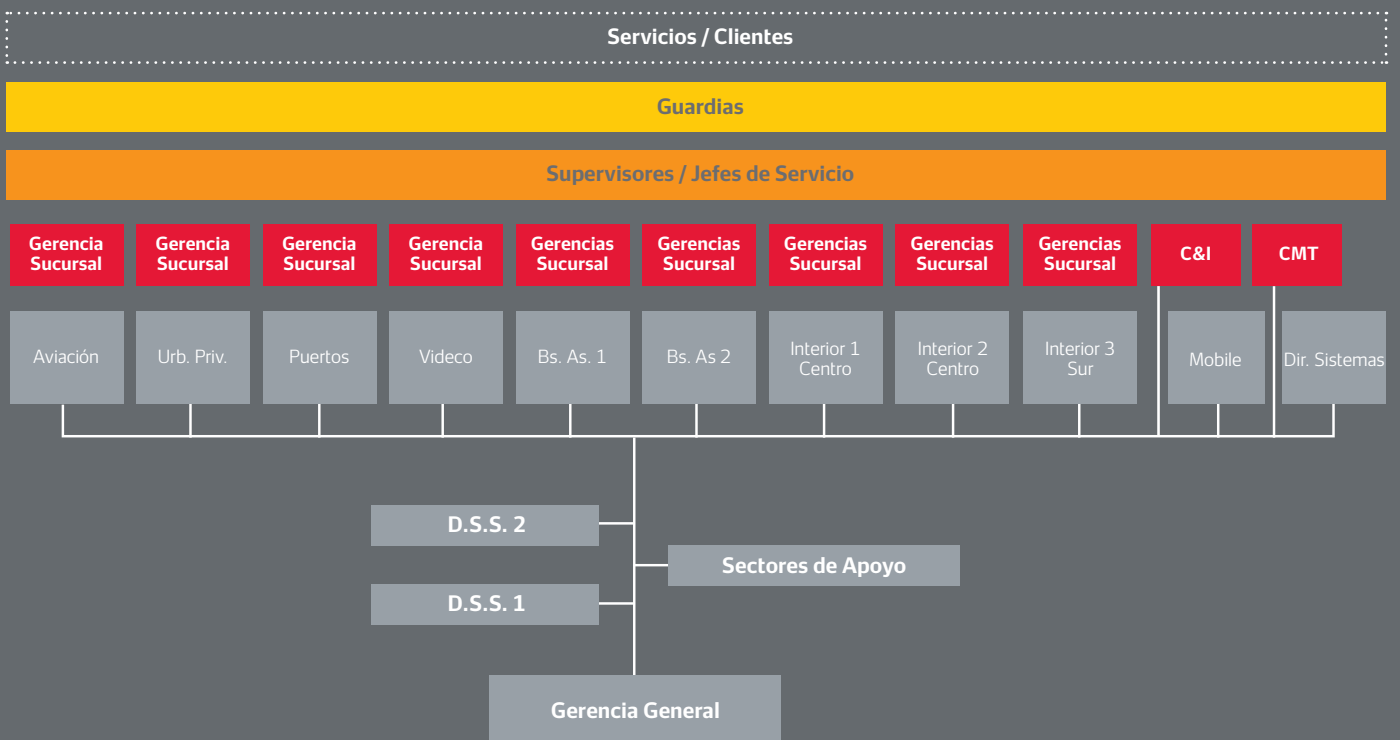 Servicios / Clientes
Guardias
Supervisores / Jefes de Servicio
Gerencia
Sucursal
Gerencia
Sucursal
Gerencia
Sucursal
Gerencia
Sucursal
Gerencias
Sucursal
Gerencias
Sucursal
Gerencias
Sucursal
Gerencias
Sucursal
Gerencias
Sucursal
C&I
CMT
Aviación
Urb. Priv.
Puertos
Videco
Bs. As. 1
Bs. As 2
Interior 1
Centro
Interior 2
Centro
Interior 3
Sur
Mobile
Dir. Sistemas
D.S.S. 2
Sectores de Apoyo
D.S.S. 1
Gerencia General